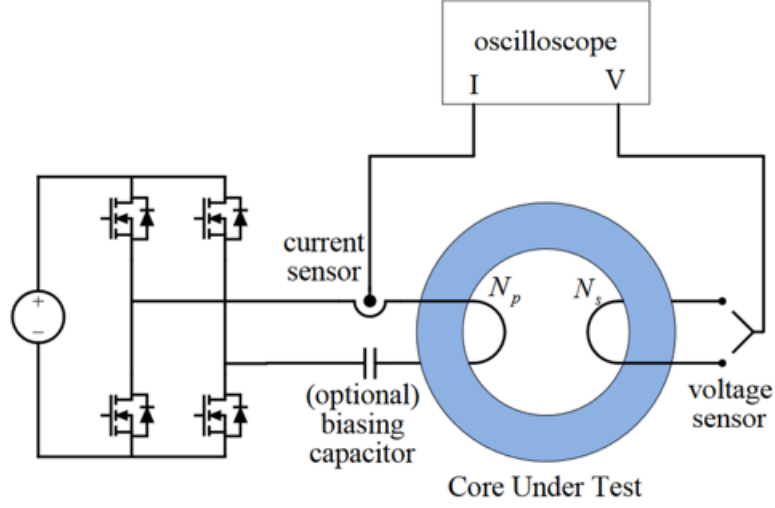 oscilloscope
I
V
current
sensor
N_p
N_s
+
−
(optional)
biasing
capacitor
voltage
sensor
Core Under Test